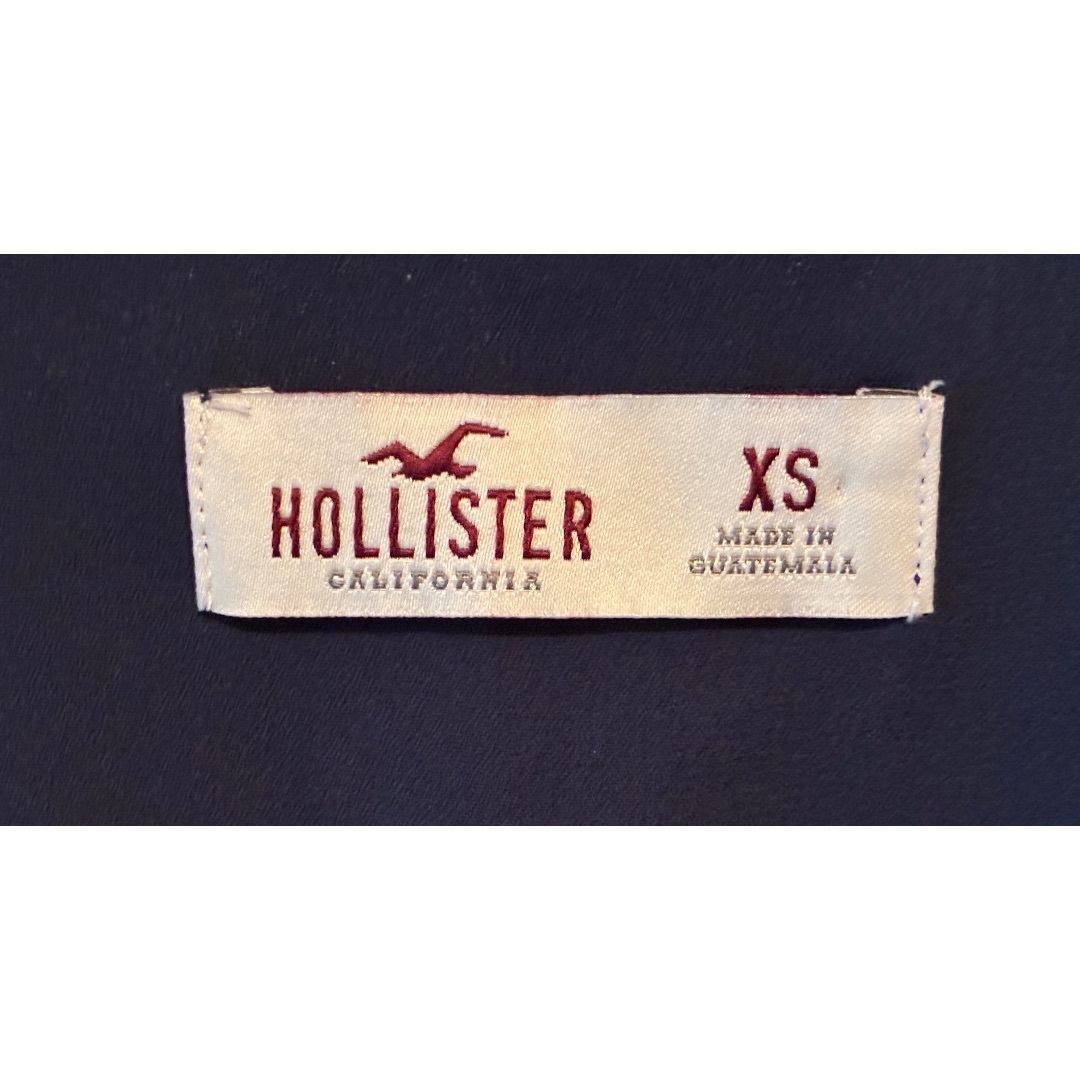 HOLLISTER
CALIFORNIA
XS
MADE IN
GUATEMALA